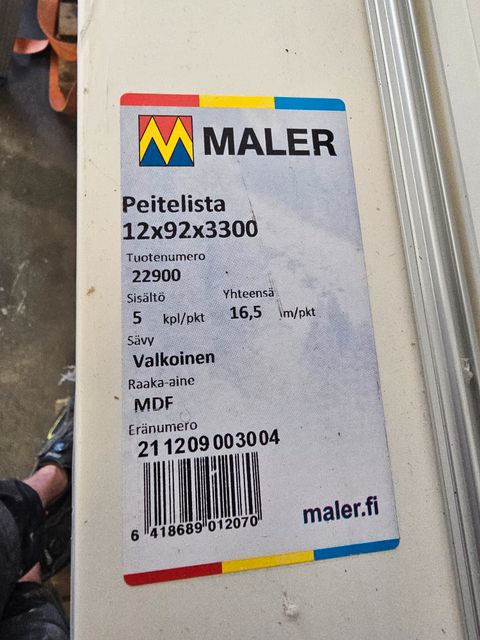 MALER
Peitelista
12x92x3300
Tuotenumero
22900
Sisältö Yhteensä
5 kpl/pkt 16,5 m/pkt
Sävy
Valkoinen
Raaka-aine
MDF
Eränumero
211209003004
6 418689 012070
maler.fi